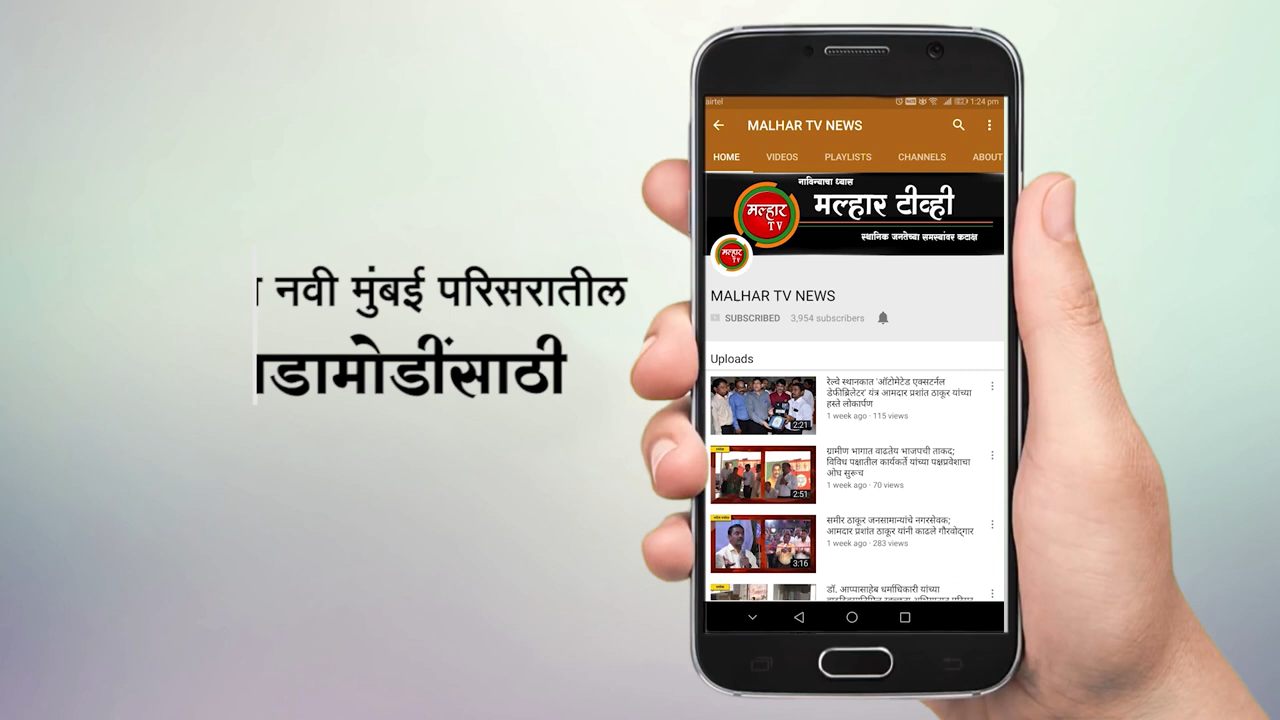 नवी मुंबई परिसरातील
डामोडींसाठी
airtel
1:24 pm
MALHAR TV NEWS
HOME VIDEOS PLAYLISTS CHANNELS ABOUT
नाविन्याचा ध्यास
मल्हार टीव्ही
मल्हार
TV
स्थानिक जनतेच्या समस्यांवर कटाक्ष
मल्हार
TV
MALHAR TV NEWS
SUBSCRIBED 3,954 subscribers
Uploads
रेल्वे स्थानकात 'ऑटोमेटेड एक्सटर्नल
डेफीब्रिलेटर' यंत्र आमदार प्रशांत ठाकूर यांच्या
हस्ते लोकार्पण
1 week ago · 115 views
2:21
ग्रामीण भागात वाढतेय भाजपची ताकद;
विविध पक्षातील कार्यकर्ते यांच्या पक्षप्रवेशाचा
ओघ सुरूच
1 week ago · 70 views
2:51
समीर ठाकूर जनसामान्यांचे नगरसेवक;
आमदार प्रशांत ठाकूर यांनी काढले गौरवोद्गार
1 week ago · 283 views
3:16
डॉ. आप्पासाहेब धर्माधिकारी यांच्या